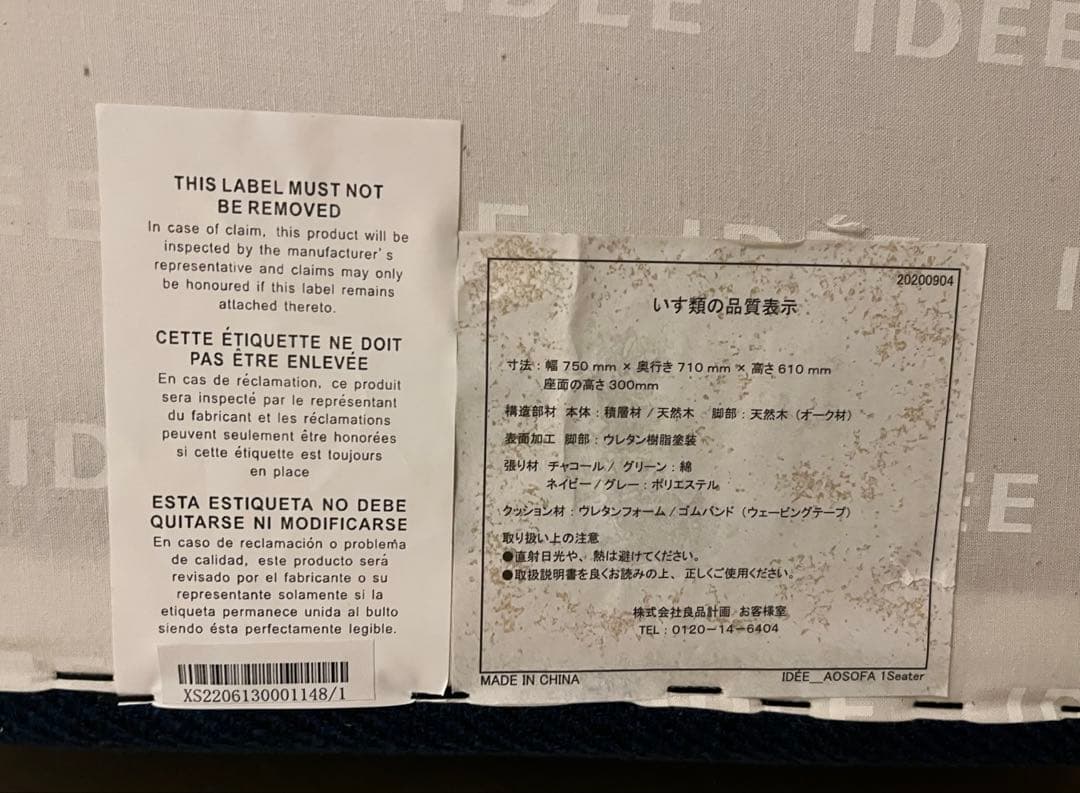 IDÉE
IDÉE
THIS LABEL MUST NOT
BE REMOVED
In case of claim, this product will be
inspected by the manufacturer's
representative and claims may only
be honoured if this label remains
attached thereto.
CETTE ÉTIQUETTE NE DOIT
PAS ÊTRE ENLEVÉE
En cas de réclamation, ce produit
sera inspecté par le représentant
du fabricant et les réclamations
peuvent seulement être honorées
si cette étiquette est toujours
en place
ESTA ESTIQUETA NO DEBE
QUITARSE NI MODIFICARSE
En caso de reclamación o problema
de calidad, este producto será
revisado por el fabricante o su
representante solamente si la
etiqueta permanece unida al bulto
siendo ésta perfectamente legible.
XS2206130001148/1
20200904
いす類の品質表示
寸法：幅 750 mm × 奥行き 710 mm × 高さ 610 mm
座面の高さ 300mm
構造部材 本体：積層材 / 天然木 脚部：天然木（オーク材）
表面加工 脚部：ウレタン樹脂塗装
張り材 チャコール / グリーン：綿
ネイビー / グレー：ポリエステル
クッション材：ウレタンフォーム / ゴムバンド（ウェービングテープ）
取り扱い上の注意
●直射日光や、熱は避けてください。
●取扱説明書を良くお読みの上、正しくご使用ください。
株式会社良品計画 お客様室
TEL：0120－14－6404
MADE IN CHINA
IDÉE__AOSOFA 1Seater